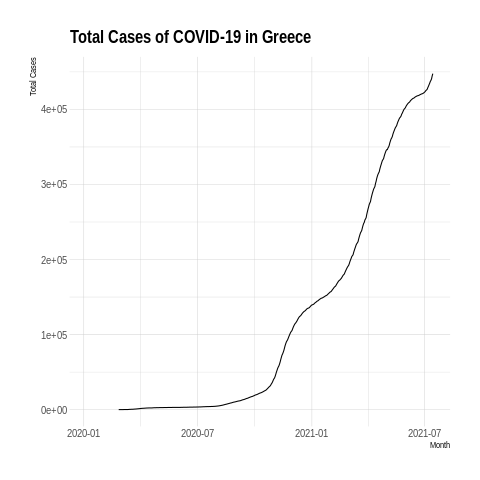 Total Cases of COVID-19 in Greece
Total Cases
4e+05
3e+05
2e+05
1e+05
0e+00
2020-01 2020-07 2021-01 2021-07
Month